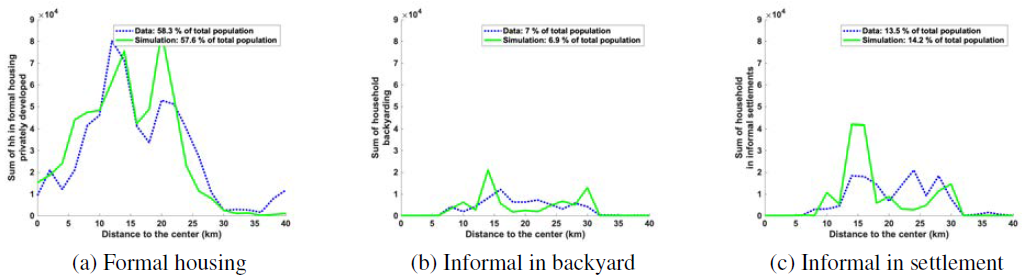 ×10⁴
9
8
7
6
5
4
3
2
1
0
Sum of hh in formal housing
privately developed
Data: 58.3 % of total population
Simulation: 57.6 % of total population
0 5 10 15 20 25 30 35 40
Distance to the center (km)
(a) Formal housing
×10⁴
9
8
7
6
5
4
3
2
1
0
Sum of household
backyarding
Data: 7 % of total population
Simulation: 6.9 % of total population
0 5 10 15 20 25 30 35 40
Distance to the center (km)
(b) Informal in backyard
×10⁴
9
8
7
6
5
4
3
2
1
0
Sum of household
in informal settlements
Data: 13.5 % of total population
Simulation: 14.2 % of total population
0 5 10 15 20 25 30 35 40
Distance to the center (km)
(c) Informal in settlement